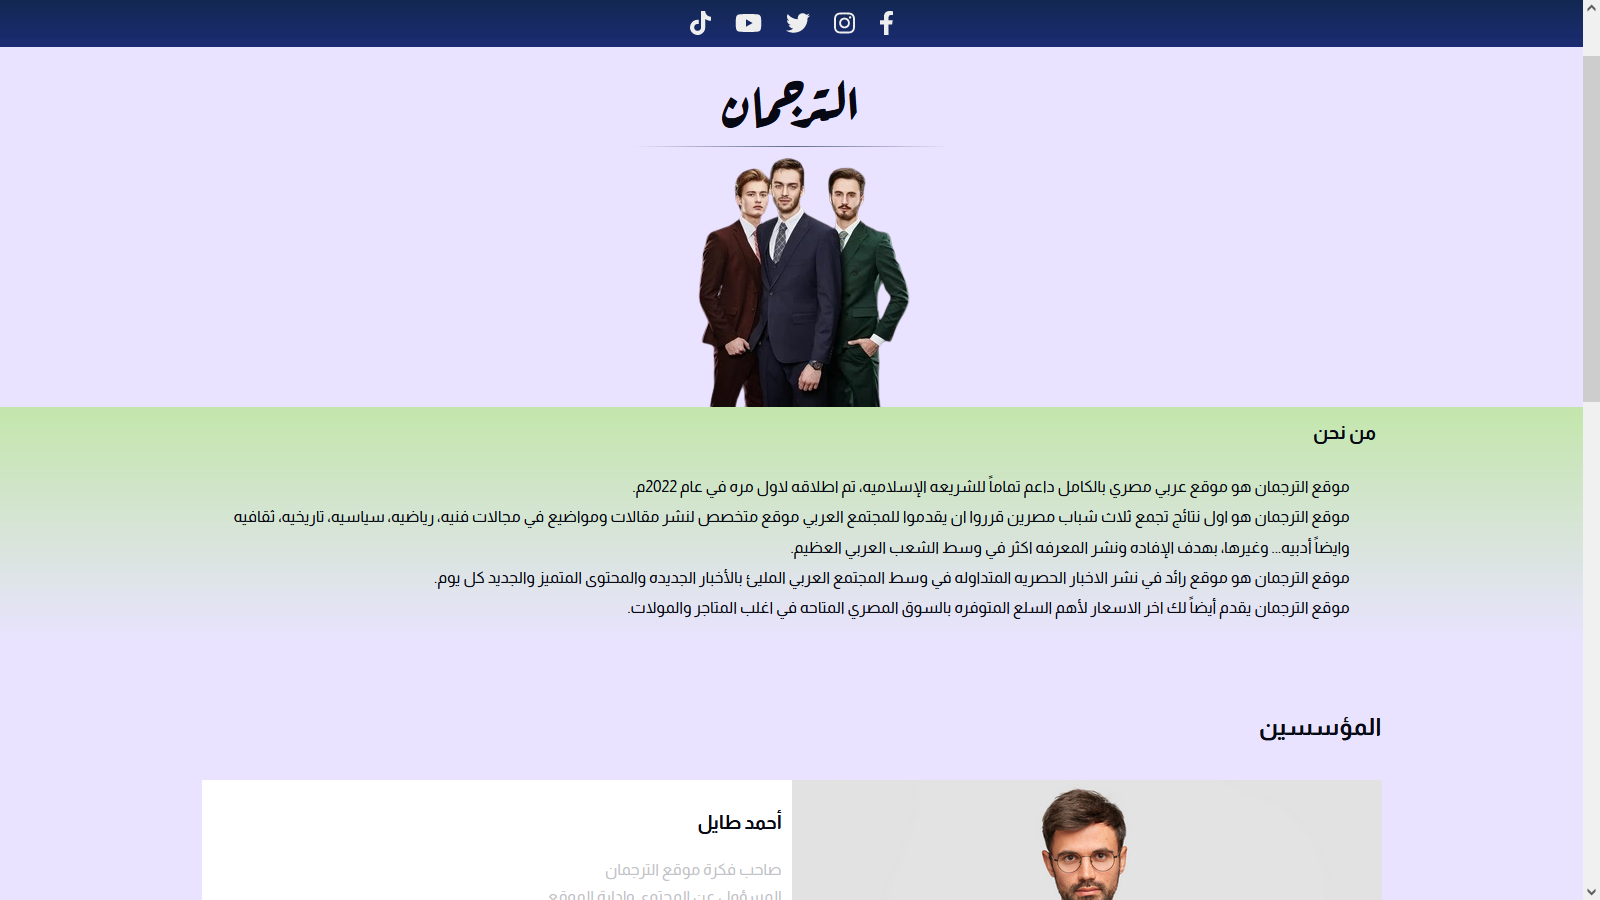 الترجمان
من نحن
موقع الترجمان هو موقع عربي مصري بالكامل داعم تماماً للشريعه الإسلاميه، تم اطلاقه لاول مره في عام 2022م.
موقع الترجمان هو اول نتائج تجمع ثلاث شباب مصرين قرروا ان يقدموا للمجتمع العربي موقع متخصص لنشر مقالات ومواضيع في مجالات فنيه، رياضيه، سياسيه، تاريخيه، ثقافيه
وايضاً أدبيه... وغيرها، بهدف الإفاده ونشر المعرفه اكثر في وسط الشعب العربي العظيم.
موقع الترجمان هو موقع رائد في نشر الاخبار الحصريه المتداوله في وسط المجتمع العربي المليئ بالأخبار الجديده والمحتوى المتميز والجديد كل يوم.
موقع الترجمان يقدم أيضاً لك اخر الاسعار لأهم السلع المتوفره بالسوق المصري المتاحه في اغلب المتاجر والمولات.
المؤسسين
أحمد طايل
صاحب فكرة موقع الترجمان
المسؤول عن المحتوى وإدارة الموقع